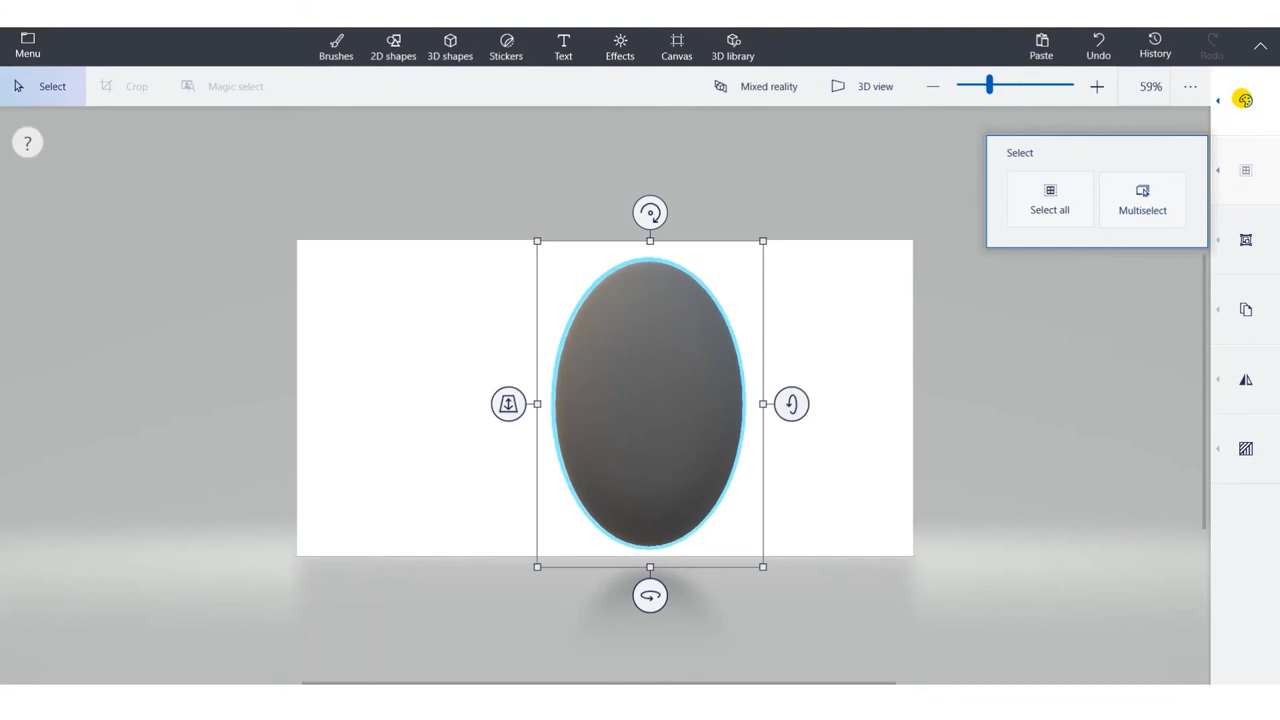 Menu
Brushes
2D shapes
3D shapes
Stickers
Text
Effects
Canvas
3D library
Paste
Undo
History
Redo
Select
Crop
Magic select
Mixed reality
3D view
59%
?
Select
Select all
Multiselect